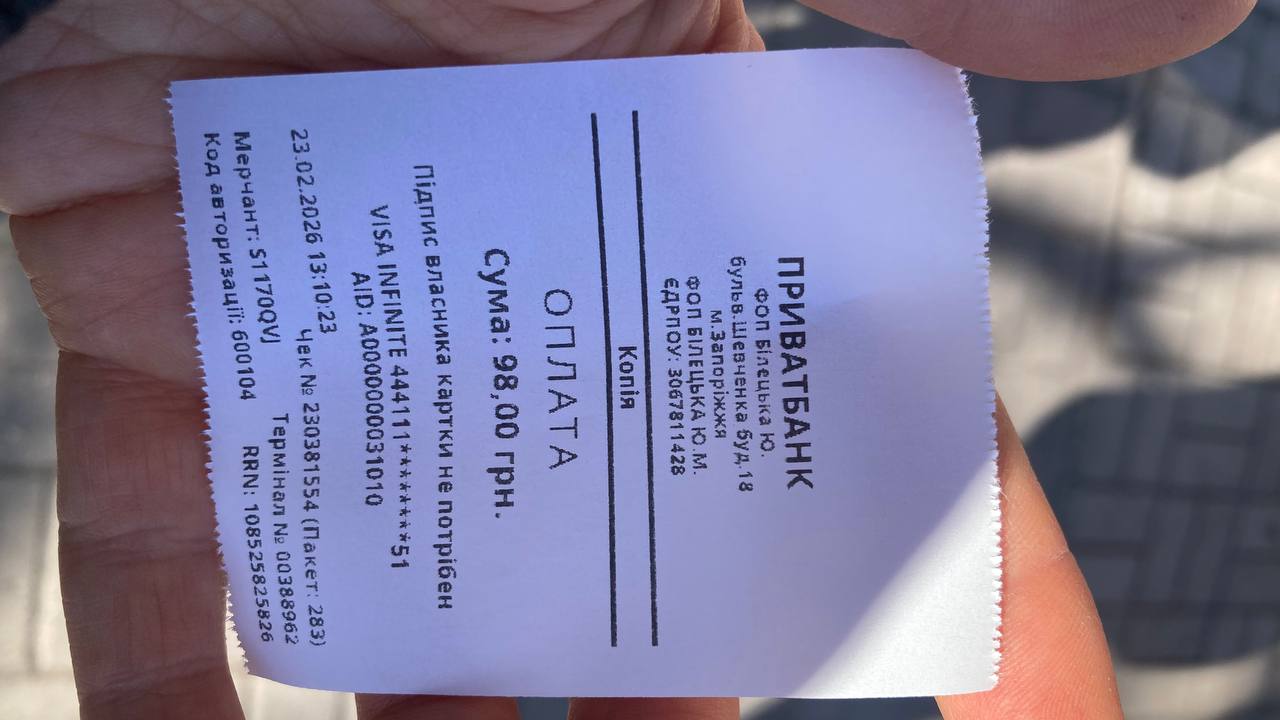 ПРИВАТБАНК
ФОП Білецька Ю.
бульв.Шевченка буд.18
м.Запоріжжя
ФОП БІЛЕЦЬКА Ю.М.
ЄДРПОУ: 3067811428
Копія
ОПЛАТА
Сума: 98,00 грн.
Підпис власника картки не потрібен
VISA INFINITE 444111********51
AID: A0000000031010
23.02.2026 13:10:23 Чек № 23081554 (Пакет: 283)
Мерчант: S1170QVJ Термінал № 00388962
Код авторизації: 600104 RRN: 108525825826